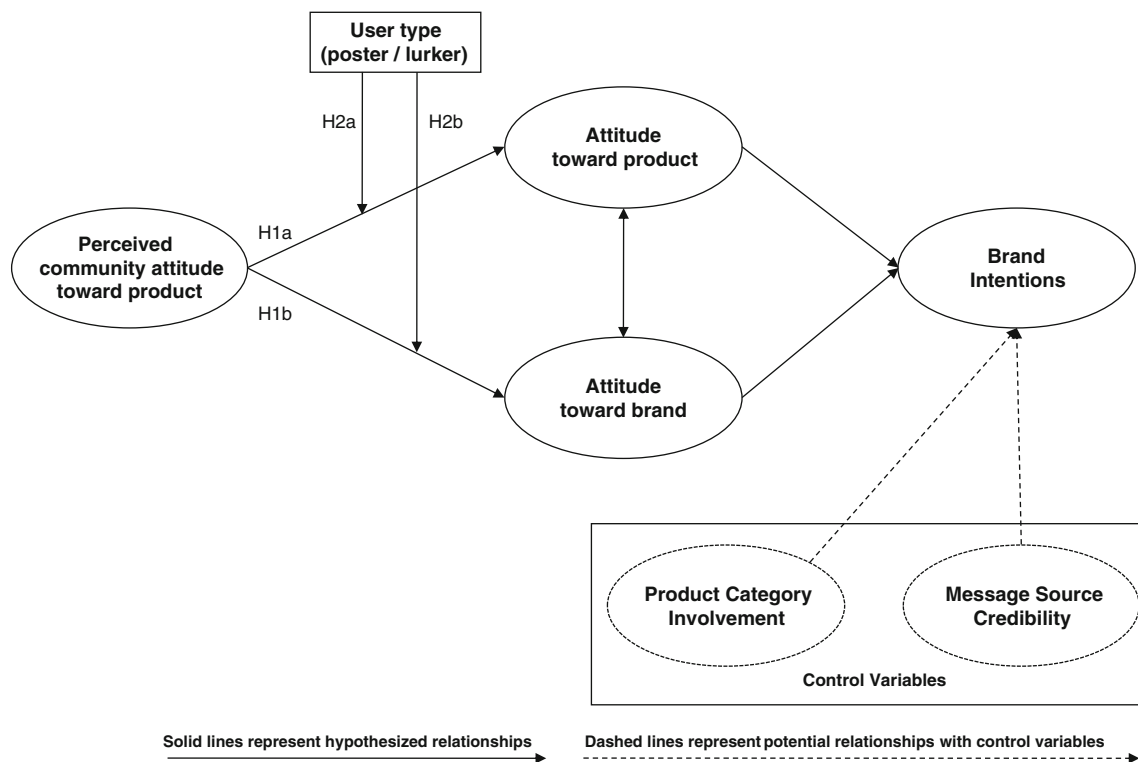 User type
(poster / lurker)
H2a
H2b
Attitude
toward product
H1a
Perceived
community attitude
toward product
H1b
Brand
Intentions
Attitude
toward brand
Product Category
Involvement
Message Source
Credibility
Control Variables
Solid lines represent hypothesized relationships
Dashed lines represent potential relationships with control variables